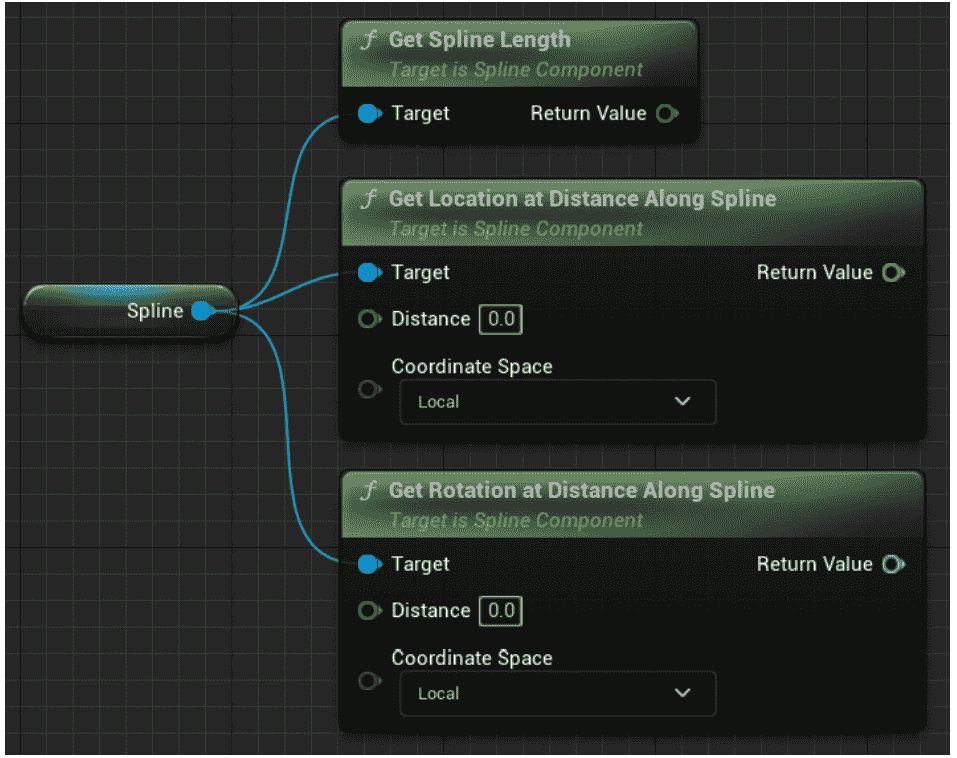 f Get Spline Length
Target is Spline Component
Target Return Value
f Get Location at Distance Along Spline
Target is Spline Component
Target Return Value
Spline
Distance 0.0
Coordinate Space
Local
f Get Rotation at Distance Along Spline
Target is Spline Component
Target Return Value
Distance 0.0
Coordinate Space
Local